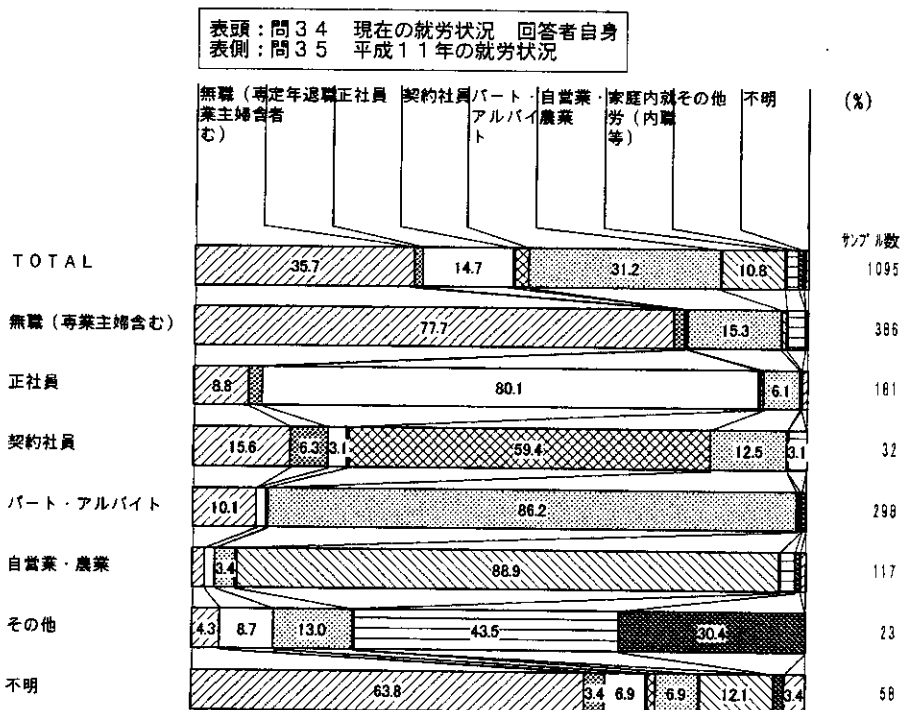 表頭：問３４　現在の就労状況　回答者自身
表側：問３５　平成１１年の就労状況
無職（専業主婦含む）　定年退職者　正社員　契約社員　パート・アルバイト　自営業・農業　家庭内就労（内職等）　その他　不明　(%)
サンプル数
ＴＯＴＡＬ　35.7　14.7　31.2　10.8　1095
無職（専業主婦含む）　77.7　15.3　386
正社員　8.8　80.1　6.1　181
契約社員　15.6　6.3　3.1　59.4　12.5　3.1　32
パート・アルバイト　10.1　86.2　298
自営業・農業　3.4　88.9　117
その他　4.3　8.7　13.0　43.5　30.4　23
不明　63.8　3.4　6.9　6.9　12.1　3.4　58